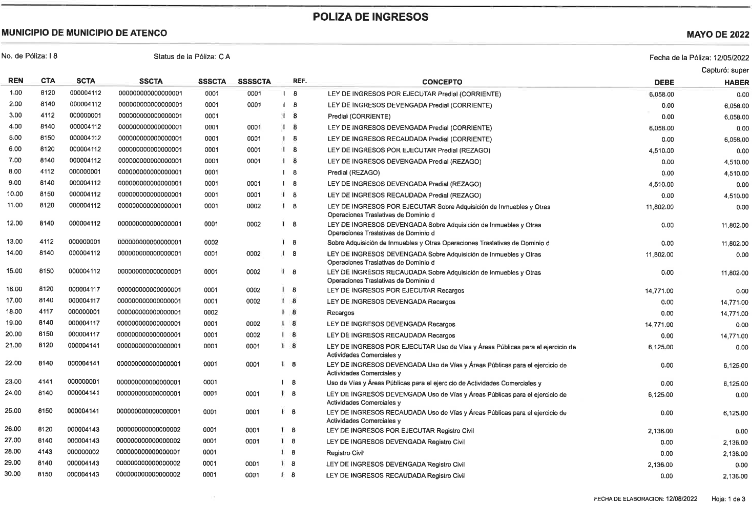 POLIZA DE INGRESOS
MUNICIPIO DE MUNICIPIO DE ATENCO MAYO DE 2022
No. de Póliza: I 8 Status de la Póliza: C A Fecha de la Póliza: 12/05/2022
Capturó: super
REN CTA SCTA SSCTA SSSCTA SSSSCTA REF. CONCEPTO DEBE HABER
1.00 8120 000004112 000000000000000001 0001 0001 I 8 LEY DE INGRESOS POR EJECUTAR Predial (CORRIENTE) 6,058.00 0.00
2.00 8140 000004112 000000000000000001 0001 0001 I 8 LEY DE INGRESOS DEVENGADA Predial (CORRIENTE) 0.00 6,058.00
3.00 4112 000000001 000000000000000001 0001 I 8 Predial (CORRIENTE) 0.00 6,058.00
4.00 8140 000004112 000000000000000001 0001 0001 I 8 LEY DE INGRESOS DEVENGADA Predial (CORRIENTE) 6,058.00 0.00
5.00 8150 000004112 000000000000000001 0001 0001 I 8 LEY DE INGRESOS RECAUDADA Predial (CORRIENTE) 0.00 6,058.00
6.00 8120 000004112 000000000000000001 0001 0001 I 8 LEY DE INGRESOS POR EJECUTAR Predial (REZAGO) 4,510.00 0.00
7.00 8140 000004112 000000000000000001 0001 0001 I 8 LEY DE INGRESOS DEVENGADA Predial (REZAGO) 0.00 4,510.00
8.00 4112 000000001 000000000000000001 0001 I 8 Predial (REZAGO) 0.00 4,510.00
9.00 8140 000004112 000000000000000001 0001 0001 I 8 LEY DE INGRESOS DEVENGADA Predial (REZAGO) 4,510.00 0.00
10.00 8150 000004112 000000000000000001 0001 0001 I 8 LEY DE INGRESOS RECAUDADA Predial (REZAGO) 0.00 4,510.00
11.00 8120 000004112 000000000000000001 0001 0002 I 8 LEY DE INGRESOS POR EJECUTAR Sobre Adquisición de Inmuebles y Otras 11,802.00 0.00
Operaciones Traslativas de Dominio d
12.00 8140 000004112 000000000000000001 0001 0002 I 8 LEY DE INGRESOS DEVENGADA Sobre Adquisición de Inmuebles y Otras 0.00 11,802.00
Operaciones Traslativas de Dominio d
13.00 4112 000000001 000000000000000001 0002 I 8 Sobre Adquisición de Inmuebles y Otras Operaciones Traslativas de Dominio d 0.00 11,802.00
14.00 8140 000004112 000000000000000001 0001 0002 I 8 LEY DE INGRESOS DEVENGADA Sobre Adquisición de Inmuebles y Otras 11,802.00 0.00
Operaciones Traslativas de Dominio d
15.00 8150 000004112 000000000000000001 0001 0002 I 8 LEY DE INGRESOS RECAUDADA Sobre Adquisición de Inmuebles y Otras 0.00 11,802.00
Operaciones Traslativas de Dominio d
16.00 8120 000004117 000000000000000001 0001 0002 I 8 LEY DE INGRESOS POR EJECUTAR Recargos 14,771.00 0.00
17.00 8140 000004117 000000000000000001 0001 0002 I 8 LEY DE INGRESOS DEVENGADA Recargos 0.00 14,771.00
18.00 4117 000000001 000000000000000001 0002 I 8 Recargos 0.00 14,771.00
19.00 8140 000004117 000000000000000001 0001 0002 I 8 LEY DE INGRESOS DEVENGADA Recargos 14,771.00 0.00
20.00 8150 000004117 000000000000000001 0001 0002 I 8 LEY DE INGRESOS RECAUDADA Recargos 0.00 14,771.00
21.00 8120 000004141 000000000000000001 0001 0001 I 8 LEY DE INGRESOS POR EJECUTAR Uso de Vías y Áreas Públicas para el ejercicio de 6,125.00 0.00
Actividades Comerciales y
22.00 8140 000004141 000000000000000001 0001 0001 I 8 LEY DE INGRESOS DEVENGADA Uso de Vías y Áreas Públicas para el ejercicio de 0.00 6,125.00
Actividades Comerciales y
23.00 4141 000000001 000000000000000001 0001 I 8 Uso de Vías y Áreas Públicas para el ejercicio de Actividades Comerciales y 0.00 6,125.00
24.00 8140 000004141 000000000000000001 0001 0001 I 8 LEY DE INGRESOS DEVENGADA Uso de Vías y Áreas Públicas para el ejercicio de 6,125.00 0.00
Actividades Comerciales y
25.00 8150 000004141 000000000000000001 0001 0001 I 8 LEY DE INGRESOS RECAUDADA Uso de Vías y Áreas Públicas para el ejercicio de 0.00 6,125.00
Actividades Comerciales y
26.00 8120 000004143 000000000000000002 0001 0001 I 8 LEY DE INGRESOS POR EJECUTAR Registro Civil 2,136.00 0.00
27.00 8140 000004143 000000000000000002 0001 0001 I 8 LEY DE INGRESOS DEVENGADA Registro Civil 0.00 2,136.00
28.00 4143 000000002 000000000000000001 0001 I 8 Registro Civil 0.00 2,136.00
29.00 8140 000004143 000000000000000002 0001 0001 I 8 LEY DE INGRESOS DEVENGADA Registro Civil 2,136.00 0.00
30.00 8150 000004143 000000000000000002 0001 0001 I 8 LEY DE INGRESOS RECAUDADA Registro Civil 0.00 2,136.00
FECHA DE ELABORACION: 12/08/2022 Hoja: 1 de 3